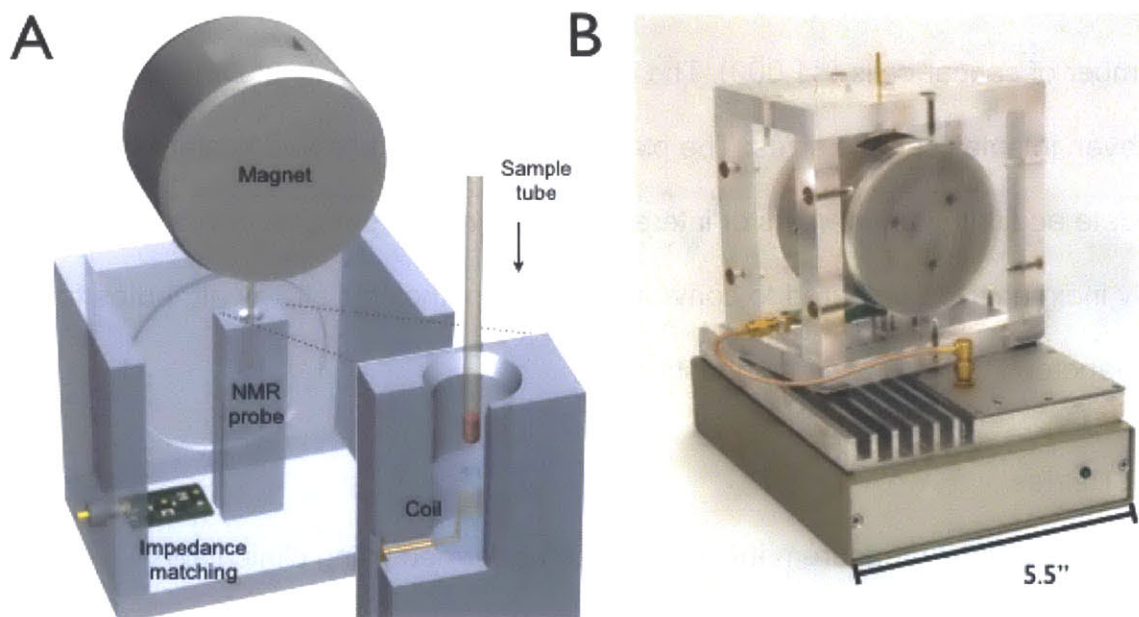 A
B
Magnet
Sample
tube
NMR
probe
Coil
Impedance
matching
5.5"